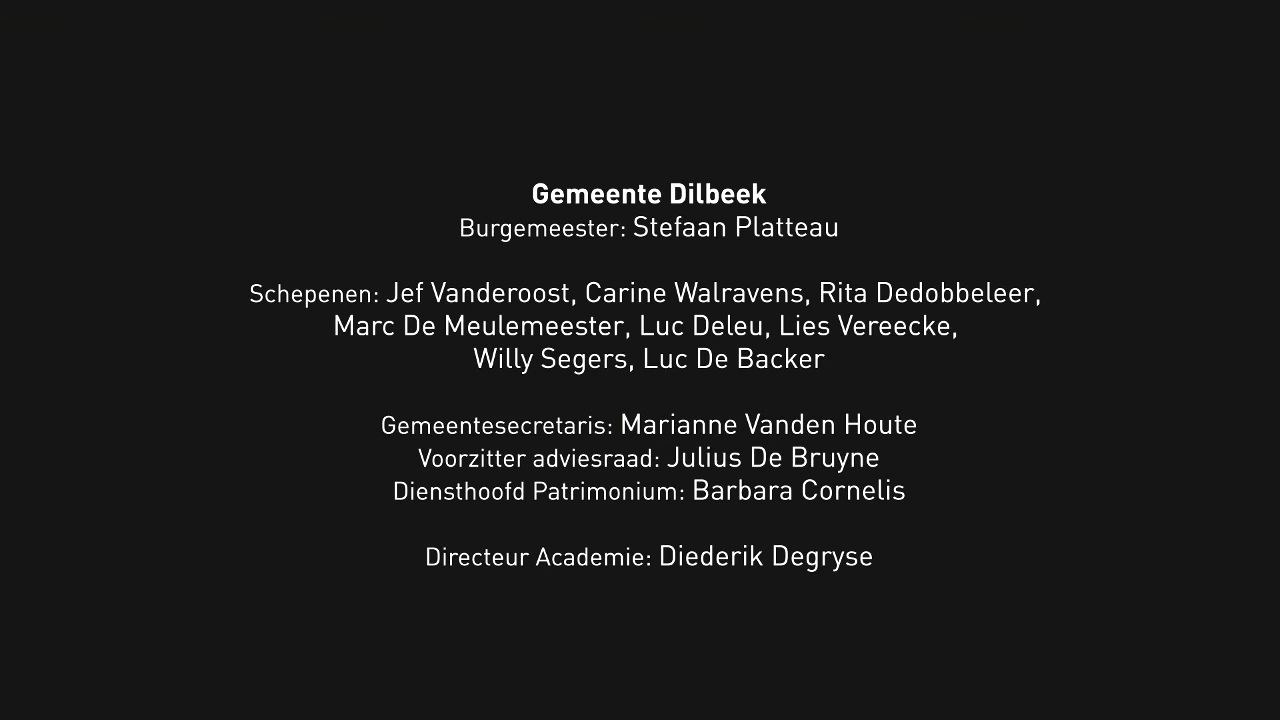 Gemeente Dilbeek
Burgemeester: Stefaan Platteau
Schepenen: Jef Vanderoost, Carine Walravens, Rita Dedobbeleer,
Marc De Meulemeester, Luc Deleu, Lies Vereecke,
Willy Segers, Luc De Backer
Gemeentesecretaris: Marianne Vanden Houte
Voorzitter adviesraad: Julius De Bruyne
Diensthoofd Patrimonium: Barbara Cornelis
Directeur Academie: Diederik Degryse